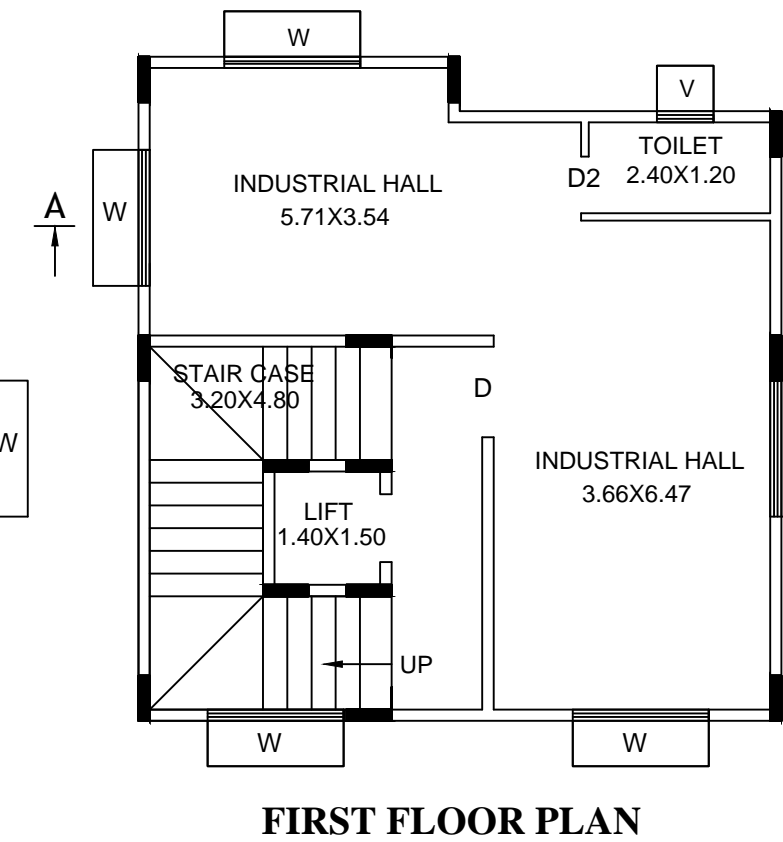 W
V
TOILET
2.40X1.20
D2
INDUSTRIAL HALL
5.71X3.54
W
A
STAIR CASE
3.20X4.80
D
W
INDUSTRIAL HALL
3.66X6.47
LIFT
1.40X1.50
UP
W
W
FIRST FLOOR PLAN